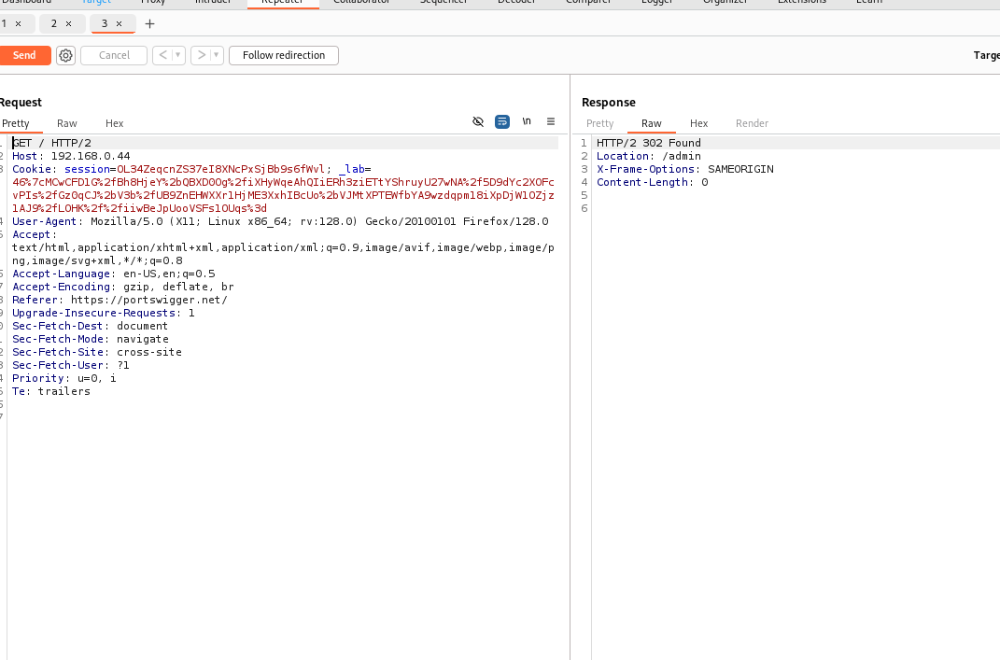 Dashboard Target Proxy Intruder Repeater Collaborator Sequencer Decoder Comparer Logger Organizer Extensions Learn
1 × 2 × 3 × +
Send Cancel < > Follow redirection Targe
Request
Pretty Raw Hex \n
GET / HTTP/2
Host: 192.168.0.44
Cookie: session=OL34ZeqcnZS37eI8XNcPxSjBb9s6fWvl; _lab=
46%7cMCwCFD1G%2fBh8HjeY%2bQBXD0Og%2fiXHyWqeAhQIiERh3ziETtYShruyU27wNA%2f5D9dYc2XOFc
vPIs%2fGz0qCJ%2bV3b%2fUB9ZnEHWXXr1HjME3XxhIBcUo%2bVJMtXPTEWfbYA9wzdqpm18iXpDjW1OZjz
1AJ9%2fLOHK%2f%2fiiwBeJpUooVSFs1OUqs%3d
User-Agent: Mozilla/5.0 (X11; Linux x86_64; rv:128.0) Gecko/20100101 Firefox/128.0
Accept:
text/html,application/xhtml+xml,application/xml;q=0.9,image/avif,image/webp,image/p
ng,image/svg+xml,*/*;q=0.8
Accept-Language: en-US,en;q=0.5
Accept-Encoding: gzip, deflate, br
Referer: https://portswigger.net/
Upgrade-Insecure-Requests: 1
Sec-Fetch-Dest: document
Sec-Fetch-Mode: navigate
Sec-Fetch-Site: cross-site
Sec-Fetch-User: ?1
Priority: u=0, i
Te: trailers
Response
Pretty Raw Hex Render
1 HTTP/2 302 Found
2 Location: /admin
3 X-Frame-Options: SAMEORIGIN
4 Content-Length: 0
5
6